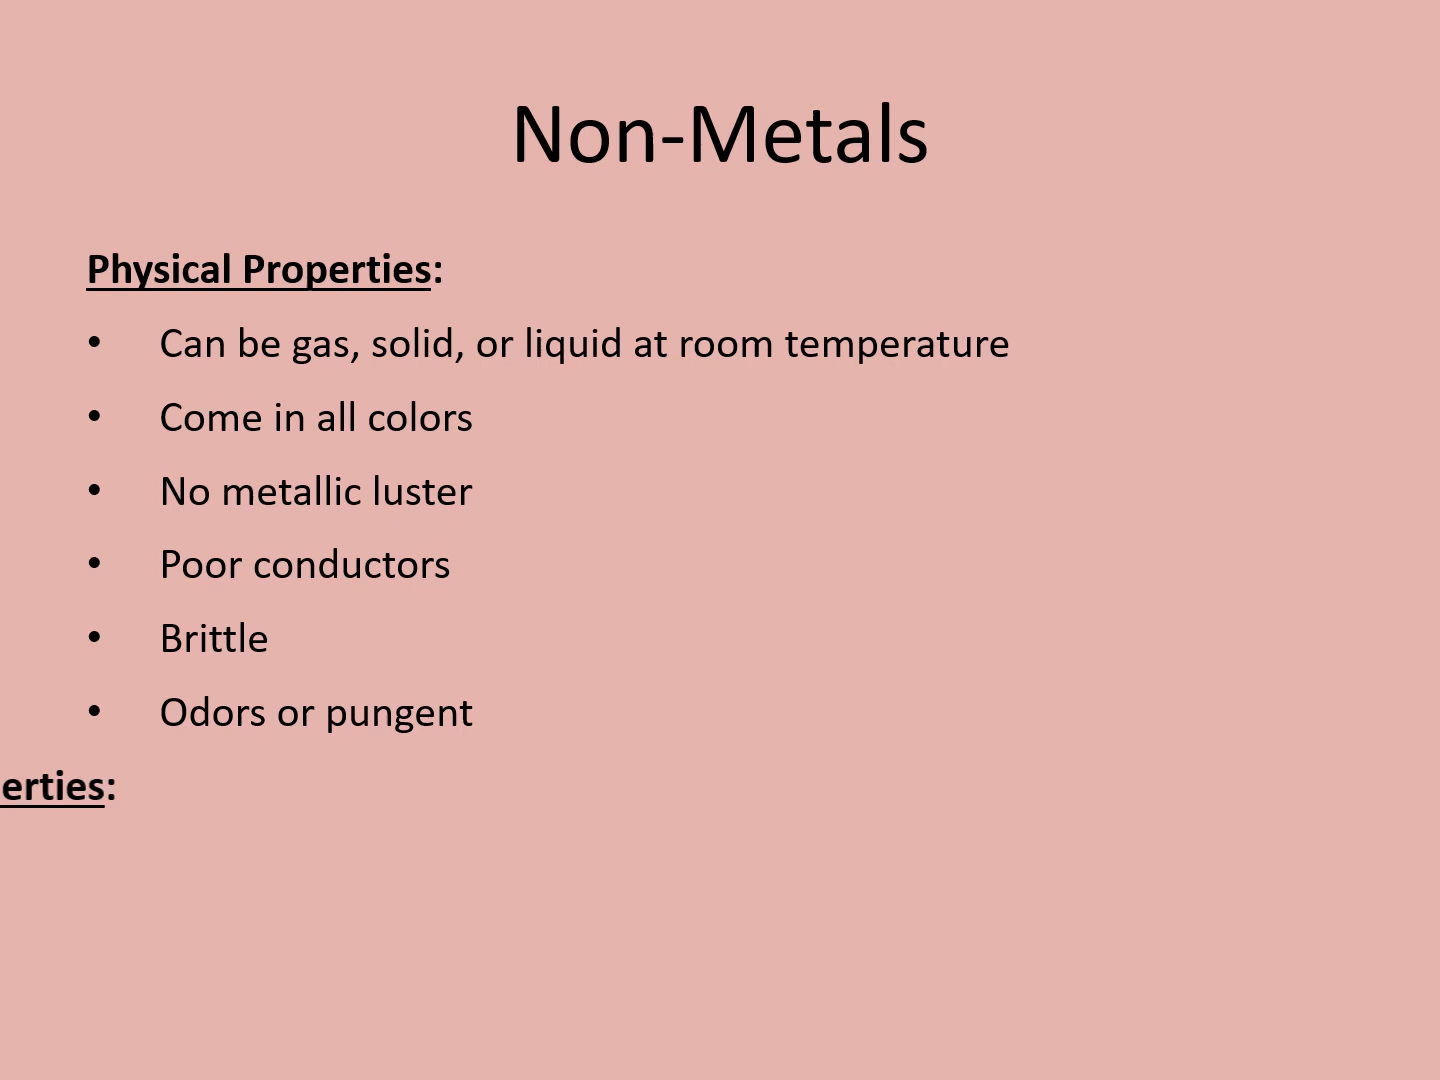 Non-Metals
Physical Properties:
• Can be gas, solid, or liquid at room temperature
• Come in all colors
• No metallic luster
• Poor conductors
• Brittle
• Odors or pungent
erties: